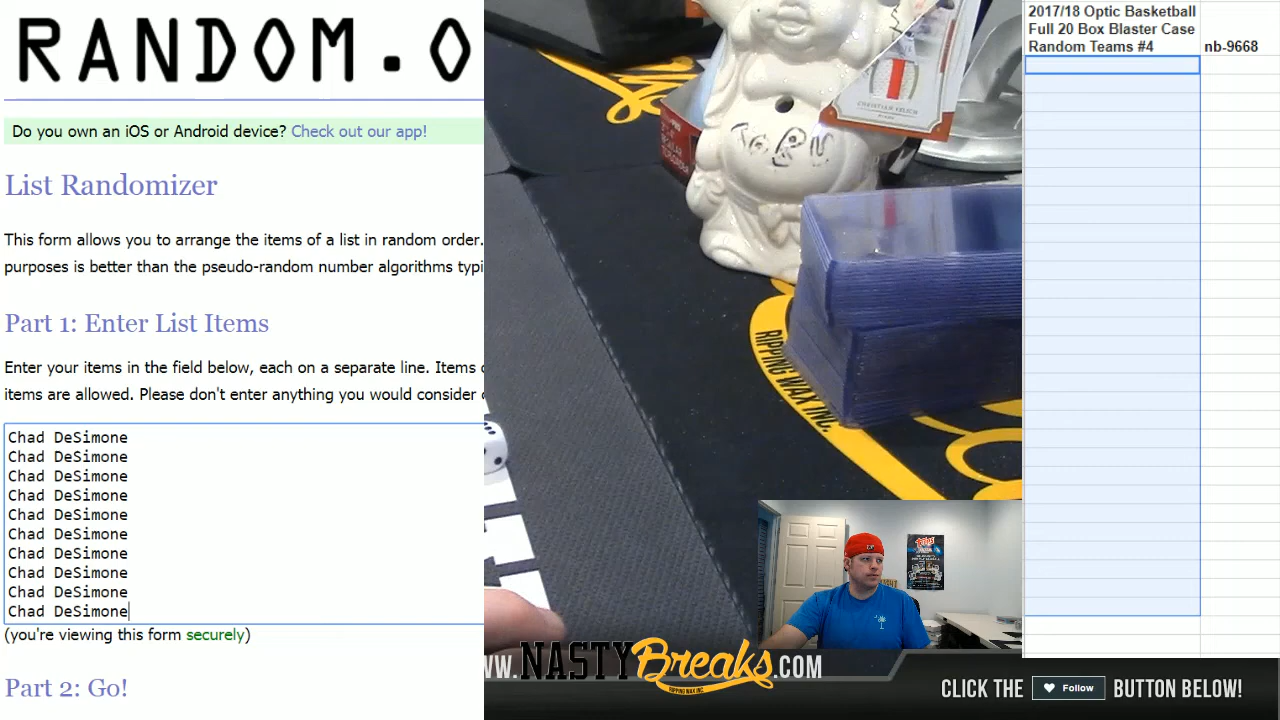 RANDOM.O
Do you own an iOS or Android device? Check out our app!
List Randomizer
This form allows you to arrange the items of a list in random order.
purposes is better than the pseudo-random number algorithms typi
Part 1: Enter List Items
Enter your items in the field below, each on a separate line. Items
items are allowed. Please don't enter anything you would consider
Chad DeSimone
Chad DeSimone
Chad DeSimone
Chad DeSimone
Chad DeSimone
Chad DeSimone
Chad DeSimone
Chad DeSimone
Chad DeSimone
Chad DeSimone
(you're viewing this form securely)
Part 2: Go!
RIPPING WAX INC.
WW.NASTYBreaks.COM
RIPPING WAX INC.
2017/18 Optic Basketball
Full 20 Box Blaster Case
Random Teams #4
nb-9668
CLICK THE Follow BUTTON BELOW!